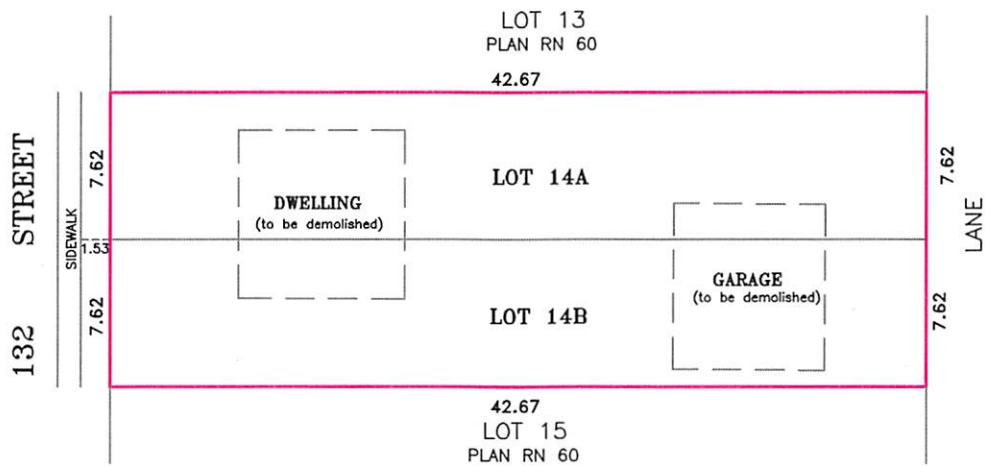 LOT 13
PLAN RN 60
42.67
132 STREET
SIDEWALK
7.62
7.62
LOT 14A
DWELLING
(to be demolished)
1.53
7.62
LANE
GARAGE
(to be demolished)
LOT 14B
7.62
42.67
LOT 15
PLAN RN 60